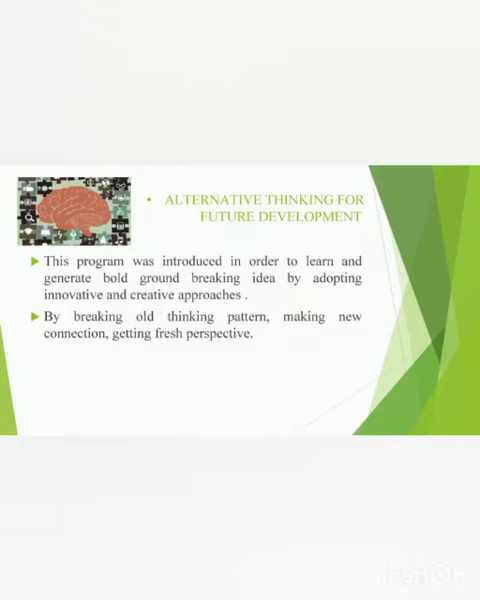 • ALTERNATIVE THINKING FOR
FUTURE DEVELOPMENT
This program was introduced in order to learn and
generate bold ground breaking idea by adopting
innovative and creative approaches .
By breaking old thinking pattern, making new
connection, getting fresh perspective.